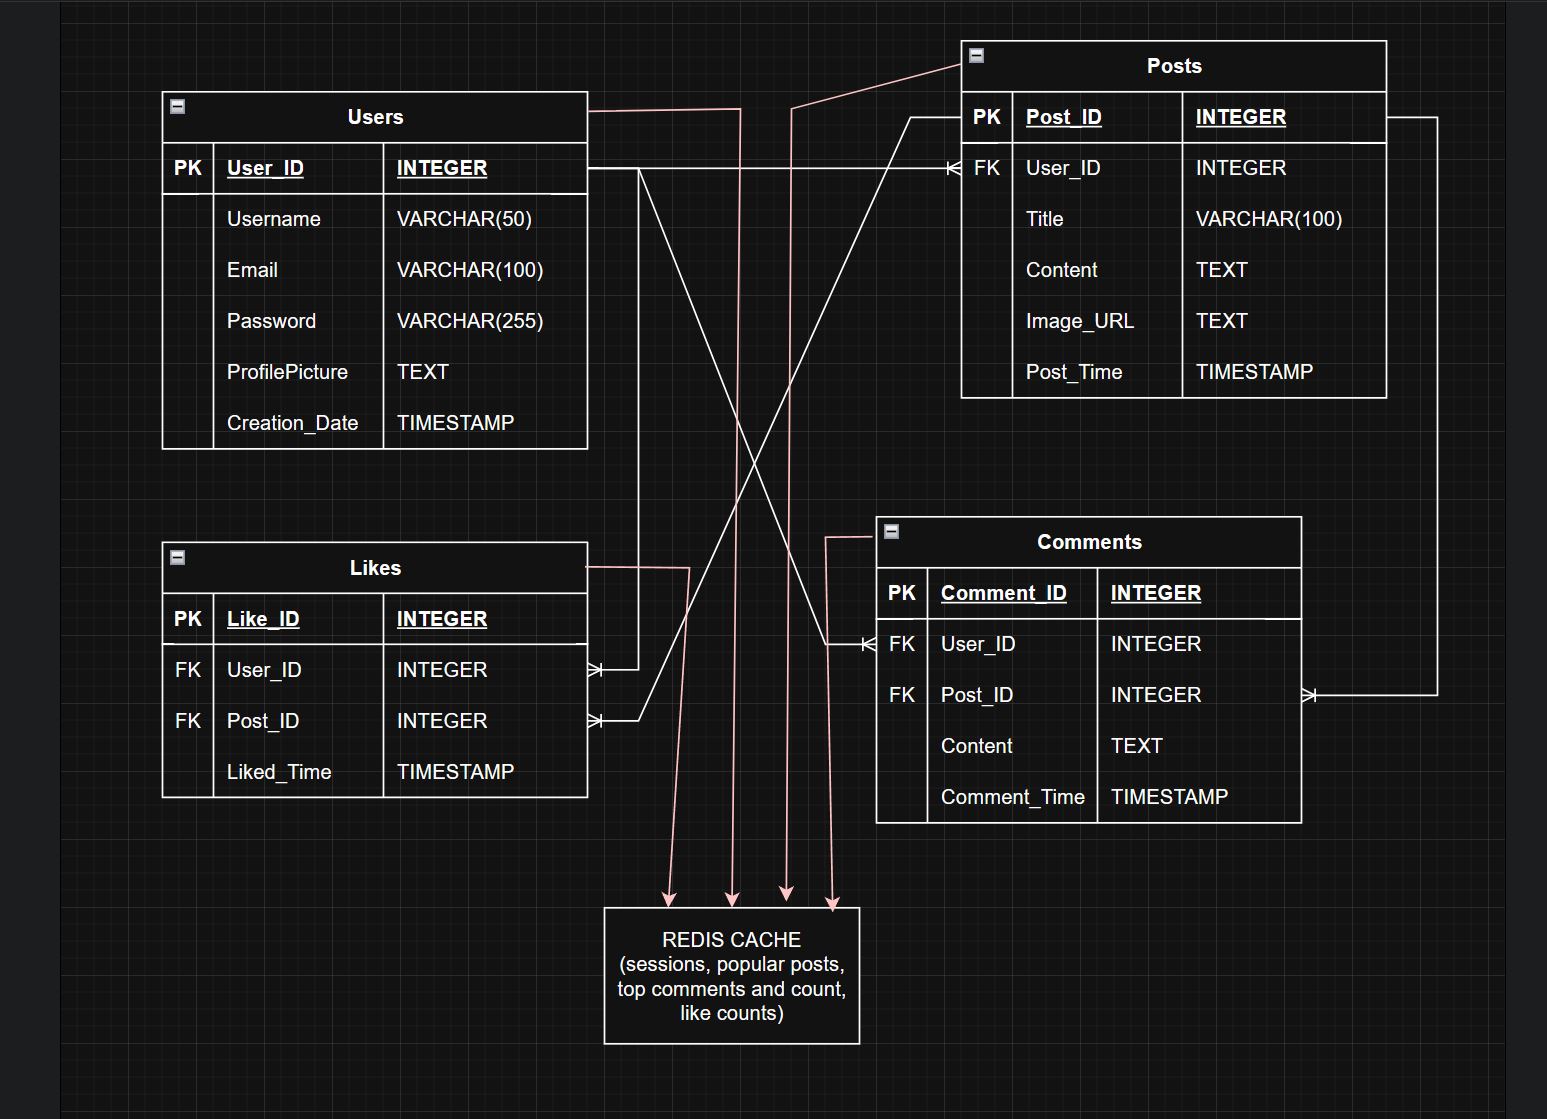 Users
PK User_ID INTEGER
Username VARCHAR(50)
Email VARCHAR(100)
Password VARCHAR(255)
ProfilePicture TEXT
Creation_Date TIMESTAMP
Posts
PK Post_ID INTEGER
FK User_ID INTEGER
Title VARCHAR(100)
Content TEXT
Image_URL TEXT
Post_Time TIMESTAMP
Likes
PK Like_ID INTEGER
FK User_ID INTEGER
FK Post_ID INTEGER
Liked_Time TIMESTAMP
Comments
PK Comment_ID INTEGER
FK User_ID INTEGER
FK Post_ID INTEGER
Content TEXT
Comment_Time TIMESTAMP
REDIS CACHE
(sessions, popular posts,
top comments and count,
like counts)